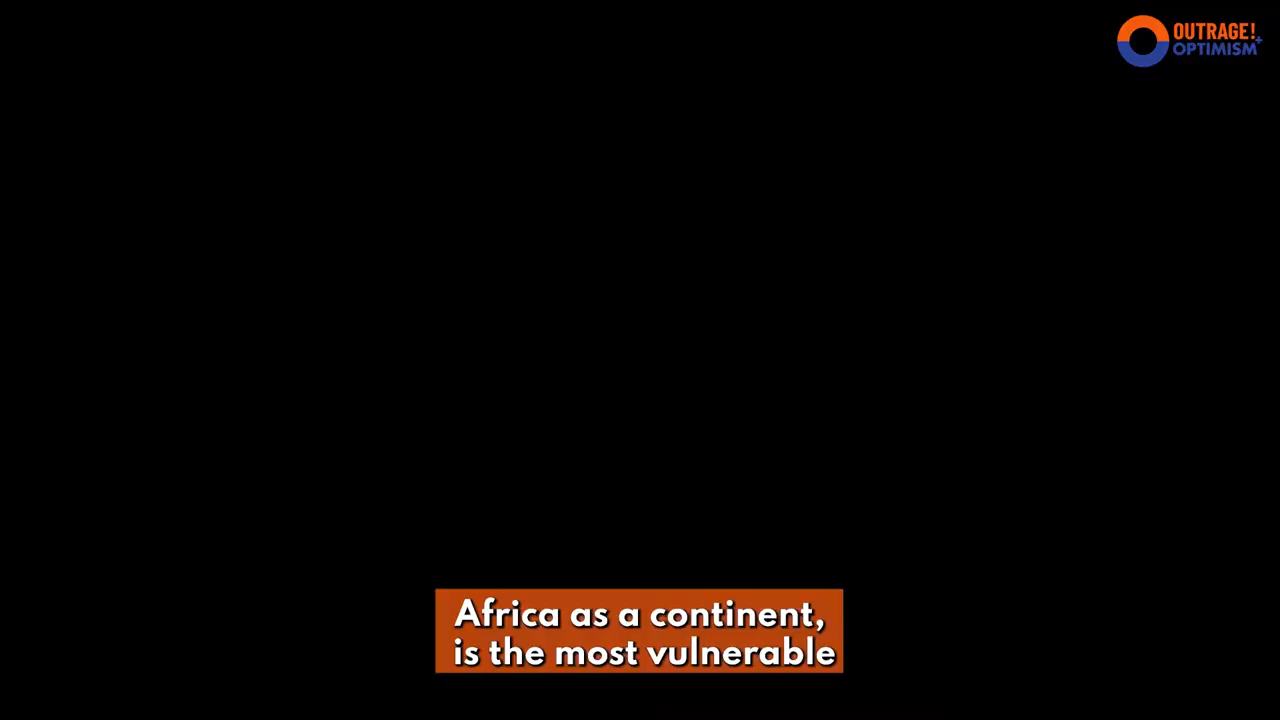 OUTRAGE!
OPTIMISM+
Africa as a continent,
is the most vulnerable